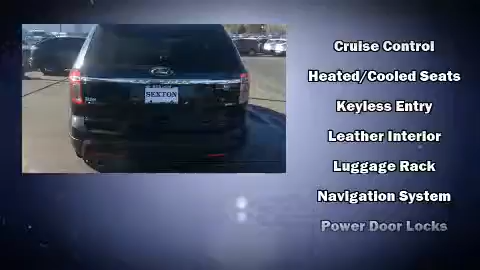 SEXTON
Cruise Control
Heated/Cooled Seats
Keyless Entry
Leather Interior
Luggage Rack
Navigation System
Power Door Locks